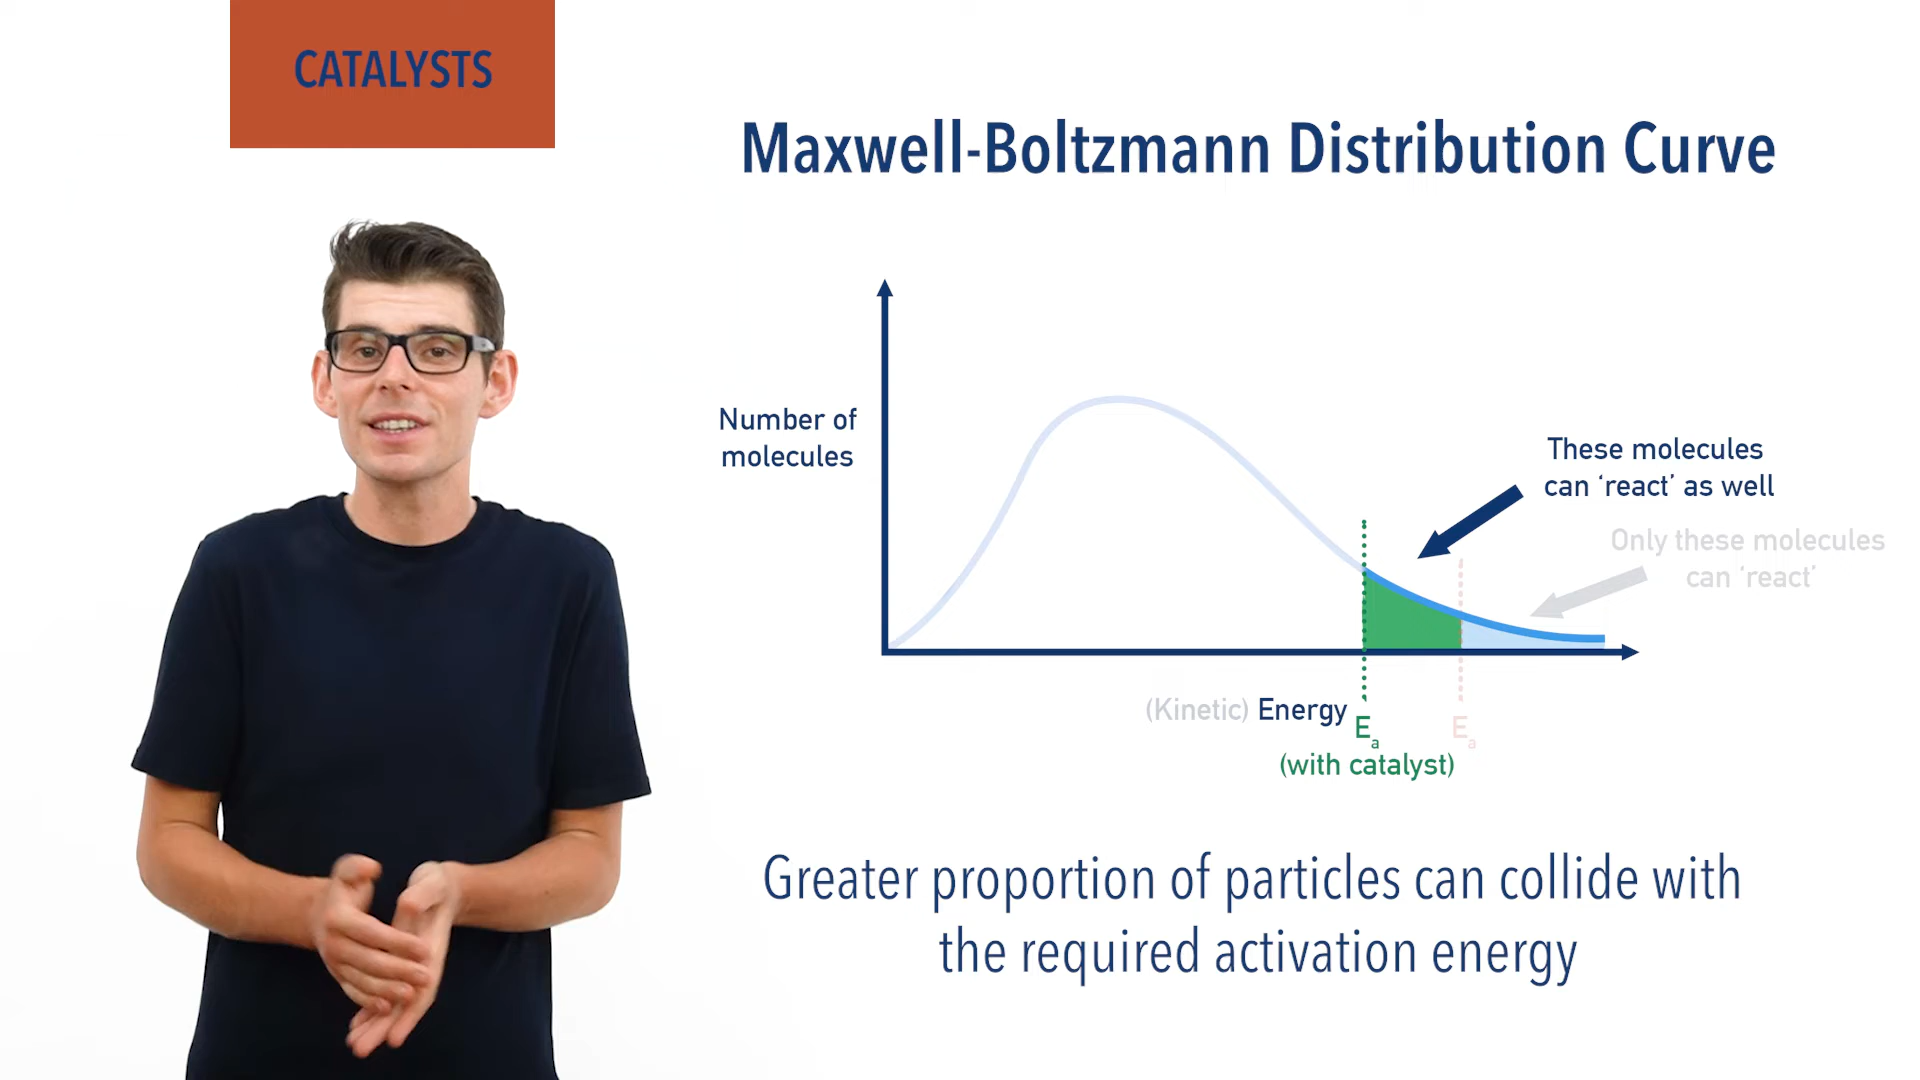 CATALYSTS
Maxwell-Boltzmann Distribution Curve
Number of
molecules
These molecules
can ‘react’ as well
Only these molecules
can ‘react’
(Kinetic) Energy
Ea
(with catalyst)
Ea
Greater proportion of particles can collide with
the required activation energy